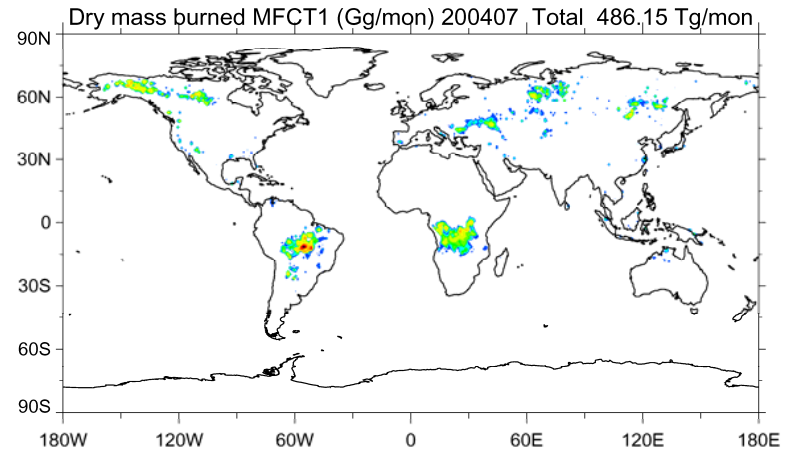 Dry mass burned MFCT1 (Gg/mon) 200407 Total 486.15 Tg/mon
90N
60N
30N
0
30S
60S
90S
180W 120W 60W 0 60E 120E 180E